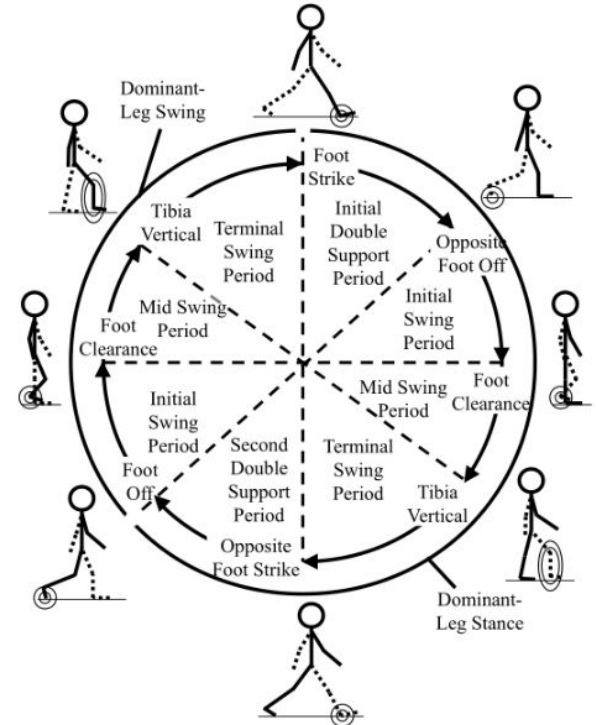 Dominant-
Leg Swing
Foot
Strike
Initial
Double
Support
Period
Opposite
Foot Off
Initial
Swing
Period
Foot
Clearance
Mid Swing
Period
Tibia
Vertical
Terminal
Swing
Period
Dominant-
Leg Stance
Opposite
Foot Strike
Second
Double
Support
Period
Foot
Off
Initial
Swing
Period
Foot
Clearance
Mid Swing
Period
Tibia
Vertical
Terminal
Swing
Period